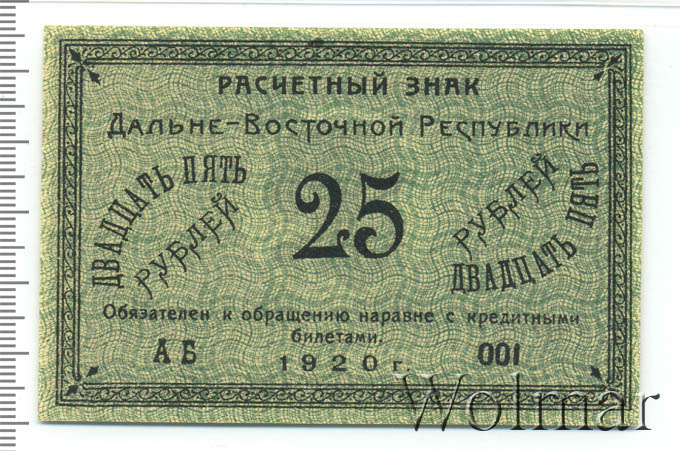 РАСЧЕТНЫЙ ЗНАК
ДАЛЬНЕ-ВОСТОЧНОЙ РЕСПУБЛИКИ
ДВАДЦАТЬ ПЯТЬ
РУБЛЕЙ
25
РУБЛЕЙ
ДВАДЦАТЬ ПЯТЬ
Обязателен к обращению наравне с кредитными
билетами.
АБ
001
1920 г.
Wolmar